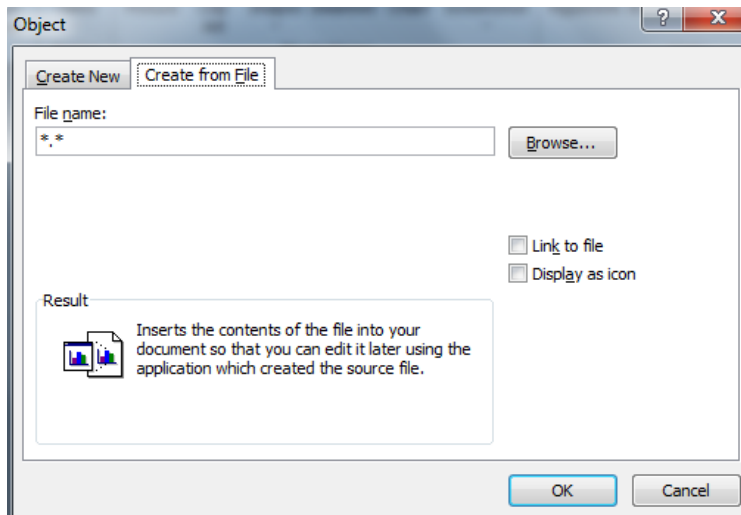 Object
?
X
Create New
Create from File
File name:
*.*
Browse...
Link to file
Display as icon
Result
Inserts the contents of the file into your
document so that you can edit it later using the
application which created the source file.
OK
Cancel